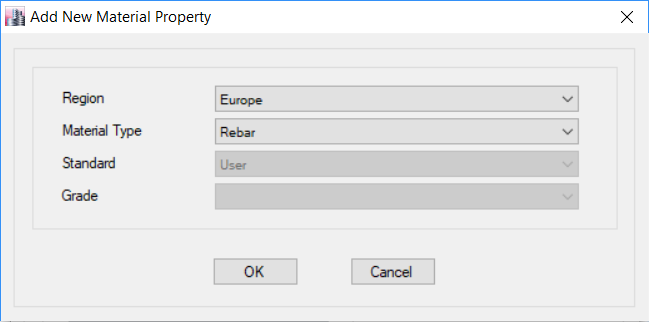 Add New Material Property
Region Europe
Material Type Rebar
Standard User
Grade
OK Cancel